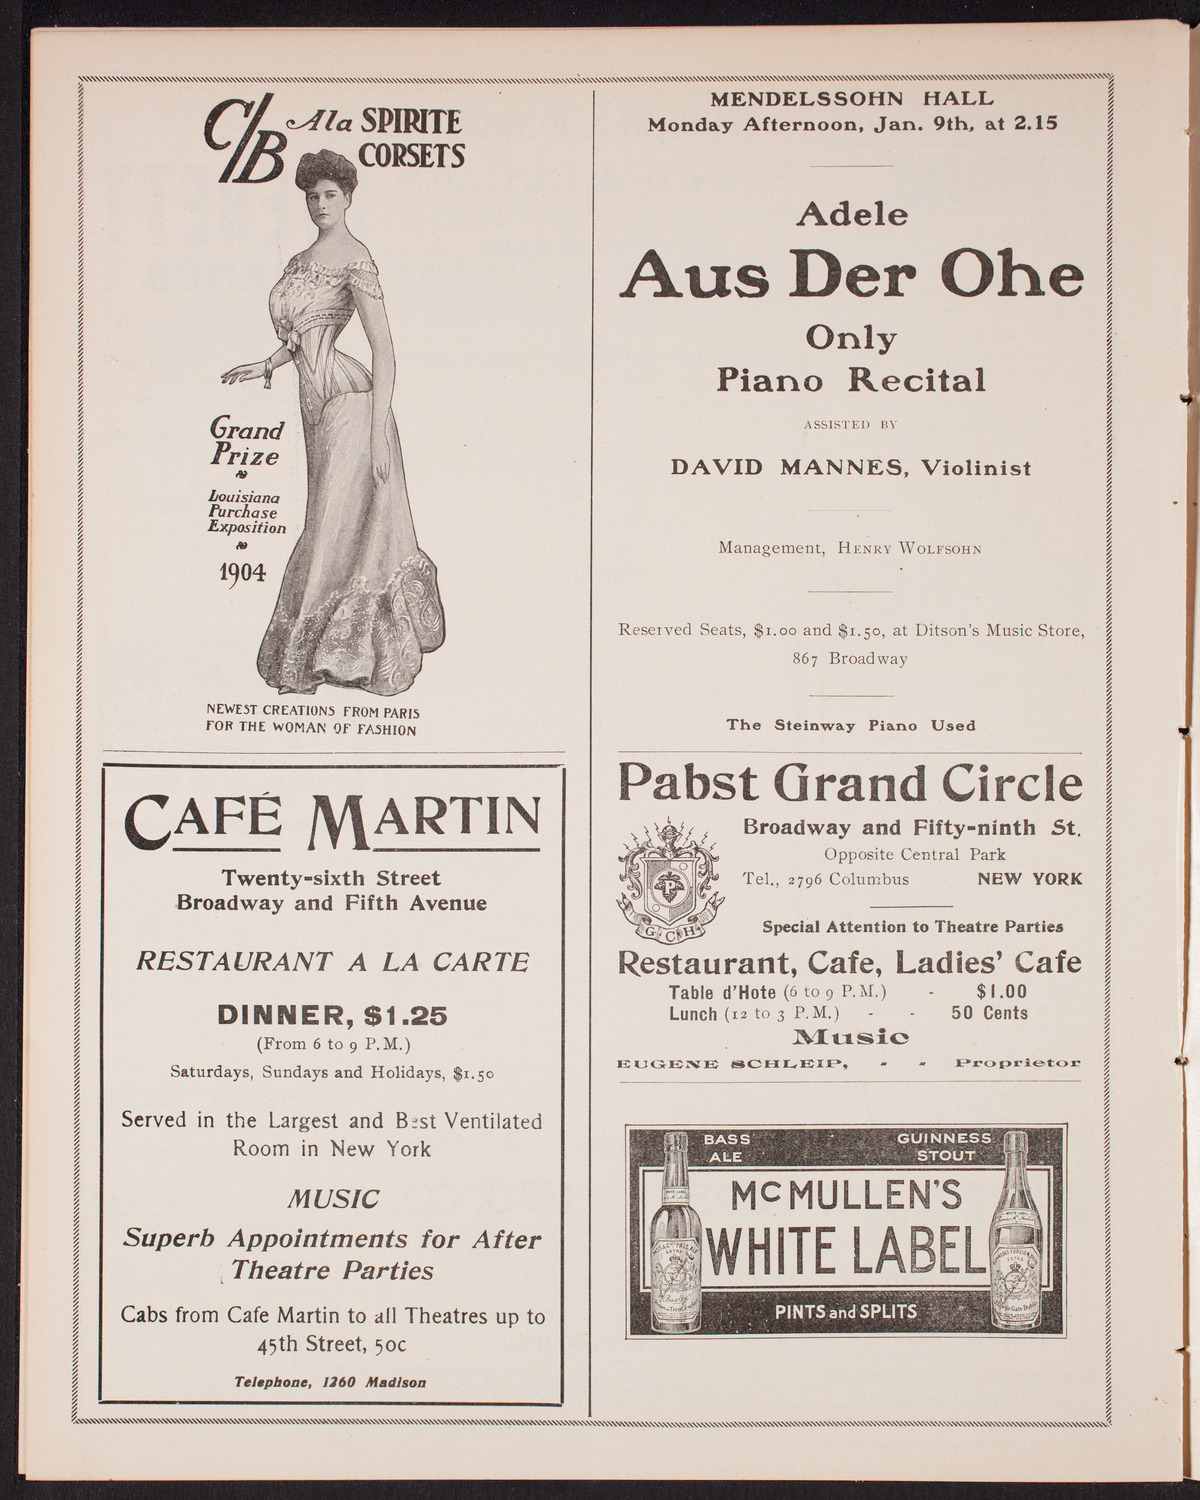 C/B Ala SPIRITE
CORSETS
Grand
Prize
Louisiana
Purchase
Exposition
1904
NEWEST CREATIONS FROM PARIS
FOR THE WOMAN OF FASHION
CAFÉ MARTIN
Twenty-sixth Street
Broadway and Fifth Avenue
RESTAURANT A LA CARTE
DINNER, $1.25
(From 6 to 9 P.M.)
Saturdays, Sundays and Holidays, $1.50
Served in the Largest and Best Ventilated
Room in New York
MUSIC
Superb Appointments for After
Theatre Parties
Cabs from Cafe Martin to all Theatres up to
45th Street, 50c
Telephone, 1260 Madison
MENDELSSOHN HALL
Monday Afternoon, Jan. 9th, at 2.15
Adele
Aus Der Ohe
Only
Piano Recital
ASSISTED BY
DAVID MANNES, Violinist
Management, HENRY WOLFSOHN
Reserved Seats, $1.00 and $1.50, at Ditson's Music Store,
867 Broadway
The Steinway Piano Used
Pabst Grand Circle
Broadway and Fifty-ninth St.
Opposite Central Park
Tel., 2796 Columbus NEW YORK
P
G.C.H.
Special Attention to Theatre Parties
Restaurant, Cafe, Ladies' Cafe
Table d'Hote (6 to 9 P.M.) - $1.00
Lunch (12 to 3 P.M.) - - 50 Cents
Music
EUGENE SCHLEIP, - - Proprietor
BASS
ALE
GUINNESS
STOUT
McMULLEN'S
WHITE LABEL
PINTS and SPLITS